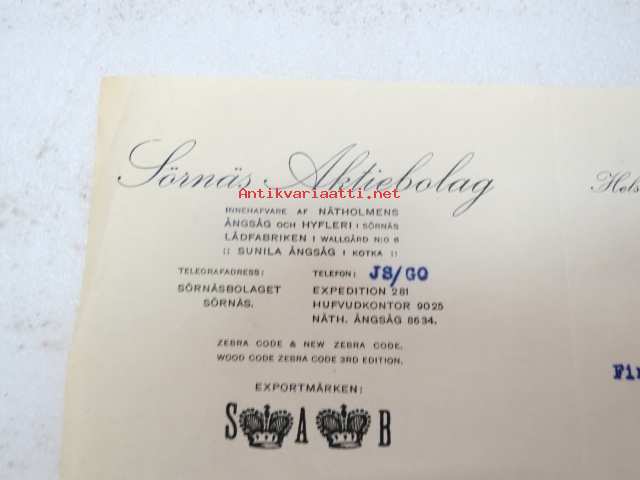 Sörnäs Aktiebolag
Antikvariaatti.net
INNEHAFVARE AF NÄTHOLMENS
ÅNGSÅG OCH HYFLERI I SÖRNÄS
LÅDFABRIKEN I WALLGÅRD N:O 6
:: SUNILA ÅNGSÅG I KOTKA ::
TELEGRAFADRESS:
SÖRNÄSBOLAGET
SÖRNÄS.
TELEFON: JS/GO
EXPEDITION 281
HUFVUDKONTOR 9025
NÄTH. ÅNGSÅG 8634.
ZEBRA CODE & NEW ZEBRA CODE.
WOOD CODE ZEBRA CODE 3RD EDITION.
EXPORTMÄRKEN:
S A B
Hels
Fin